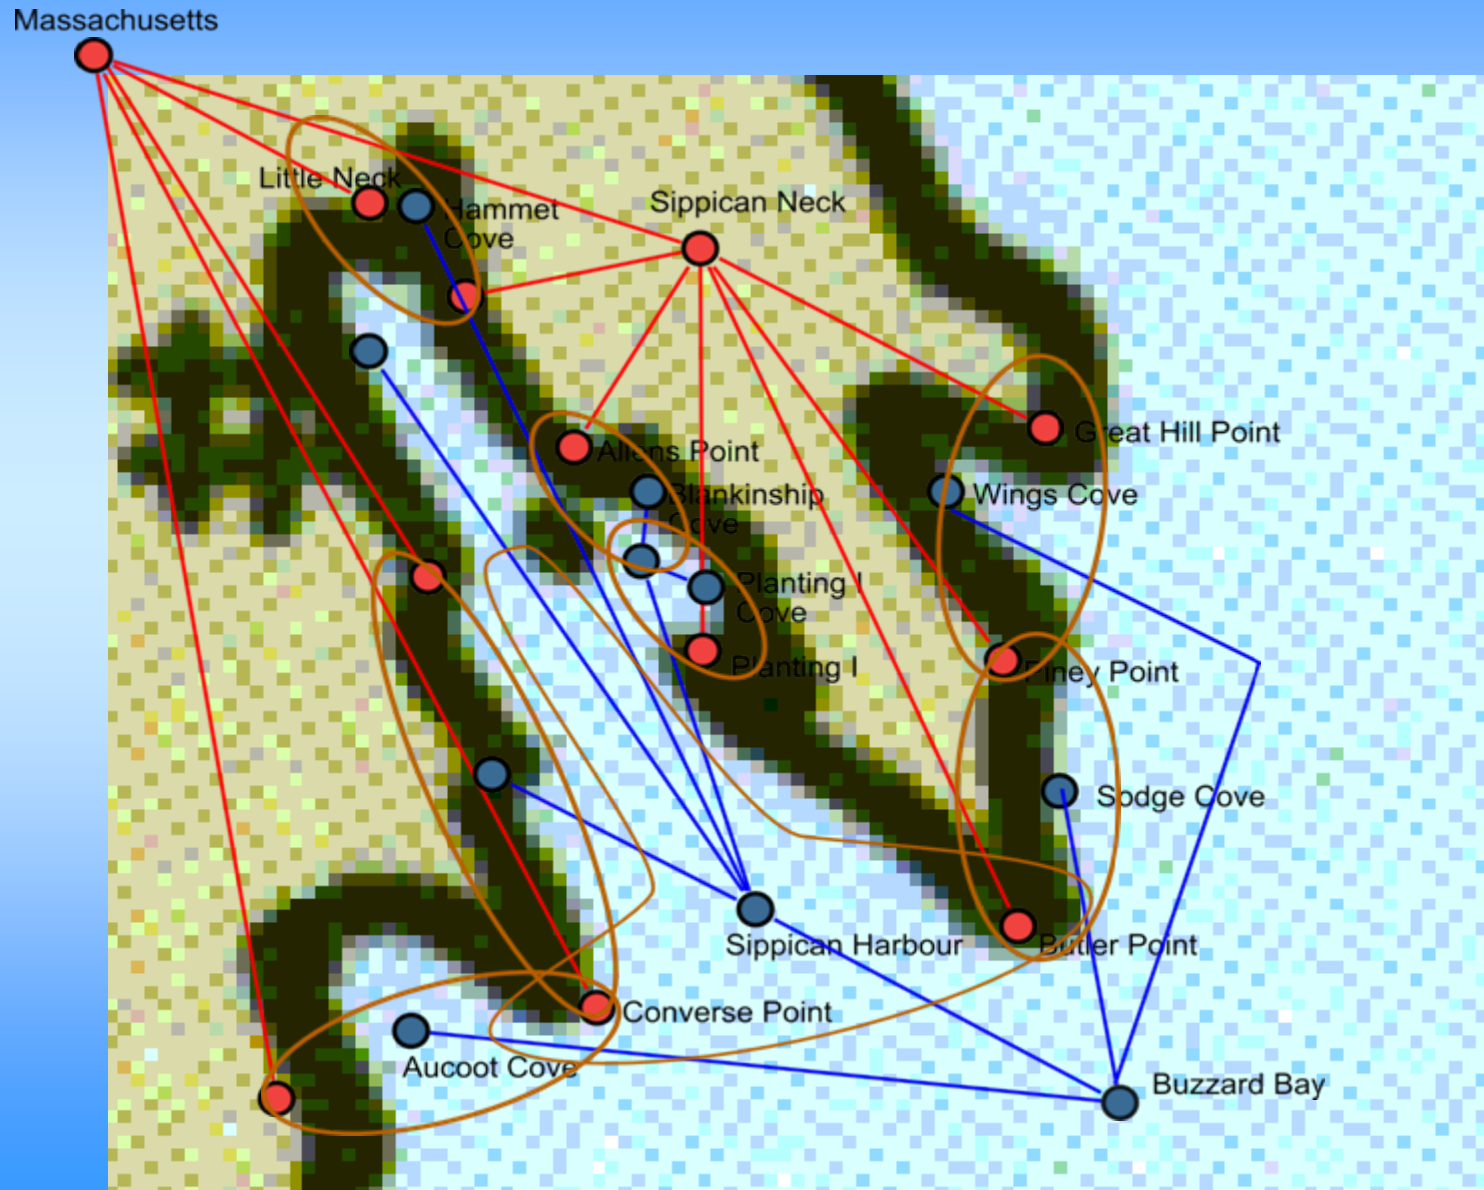 Massachusetts
Little Neck
Hammet
Cove
Sippican Neck
Allens Point
Great Hill Point
Blankinship
Cove
Wings Cove
Planting I
Cove
Planting I
Piney Point
Sodge Cove
Sippican Harbour
Butler Point
Converse Point
Aucoot Cove
Buzzard Bay